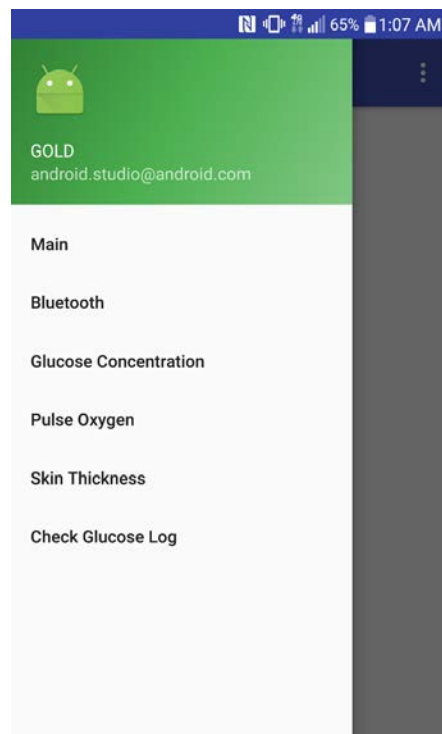 65% 1:07 AM
GOLD
android.studio@android.com
Main
Bluetooth
Glucose Concentration
Pulse Oxygen
Skin Thickness
Check Glucose Log